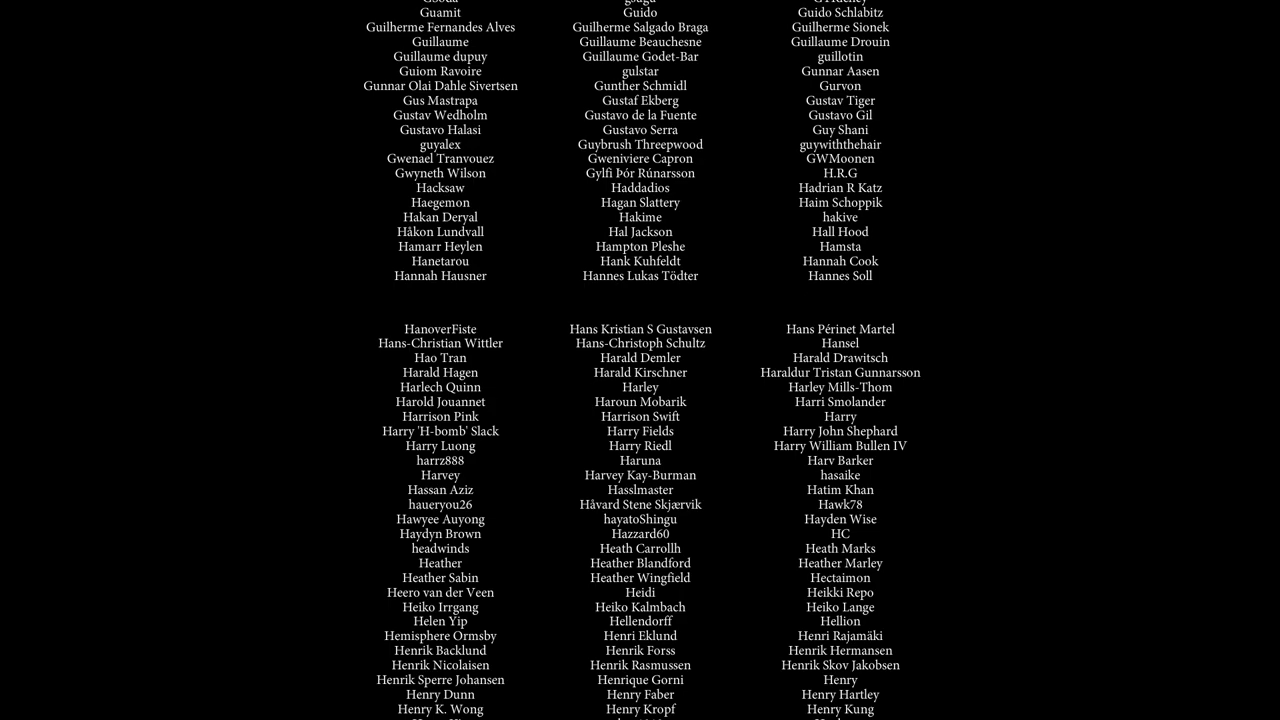 Guamit Guido Guido Schlabitz
Guilherme Fernandes Alves Guilherme Salgado Braga Guilherme Sionek
Guillaume Guillaume Beauchesne Guillaume Drouin
Guillaume dupuy Guillaume Godet-Bar guillotin
Guiom Ravoire gulstar Gunnar Aasen
Gunnar Olai Dahle Sivertsen Gunther Schmidl Gurvon
Gus Mastrapa Gustaf Ekberg Gustav Tiger
Gustav Wedholm Gustavo de la Fuente Gustavo Gil
Gustavo Halasi Gustavo Serra Guy Shani
guyalex Guybrush Threepwood guywiththehair
Gwenael Tranvouez Gweniviere Capron GWMoonen
Gwyneth Wilson Gylfi Þór Rúnarsson H.R.G
Hacksaw Haddadios Hadrian R Katz
Haegemon Hagan Slattery Haim Schoppik
Hakan Deryal Hakime hakive
Håkon Lundvall Hal Jackson Hall Hood
Hamarr Heylen Hampton Pleshe Hamsta
Hanetarou Hank Kuhfeldt Hannah Cook
Hannah Hausner Hannes Lukas Tödter Hannes Soll
HanoverFiste Hans Kristian S Gustavsen Hans Périnet Martel
Hans-Christian Wittler Hans-Christoph Schultz Hansel
Hao Tran Harald Demler Harald Drawitsch
Harald Hagen Harald Kirschner Haraldur Tristan Gunnarsson
Harlech Quinn Harley Harley Mills-Thom
Harold Jouannet Haroun Mobarik Harri Smolander
Harrison Pink Harrison Swift Harry
Harry 'H-bomb' Slack Harry Fields Harry John Shephard
Harry Luong Harry Riedl Harry William Bullen IV
harrz888 Haruna Harv Barker
Harvey Harvey Kay-Burman hasaike
Hassan Aziz Hasslmaster Hatim Khan
haueryou26 Håvard Stene Skjærvik Hawk78
Hawyee Auyong hayatoShingu Hayden Wise
Haydyn Brown Hazzard60 HC
headwinds Heath Carrollh Heath Marks
Heather Heather Blandford Heather Marley
Heather Sabin Heather Wingfield Hectaimon
Heero van der Veen Heidi Heikki Repo
Heiko Irrgang Heiko Kalmbach Heiko Lange
Helen Yip Hellendorff Hellion
Hemisphere Ormsby Henri Eklund Henri Rajamäki
Henrik Backlund Henrik Forss Henrik Hermansen
Henrik Nicolaisen Henrik Rasmussen Henrik Skov Jakobsen
Henrik Sperre Johansen Henrique Gorni Henry
Henry Dunn Henry Faber Henry Hartley
Henry K. Wong Henry Kropf Henry Kung